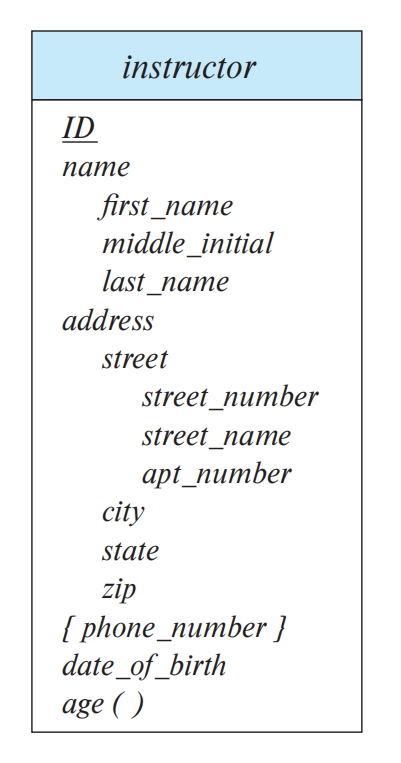 instructor
ID
name
first_name
middle_initial
last_name
address
street
street_number
street_name
apt_number
city
state
zip
{ phone_number }
date_of_birth
age ( )